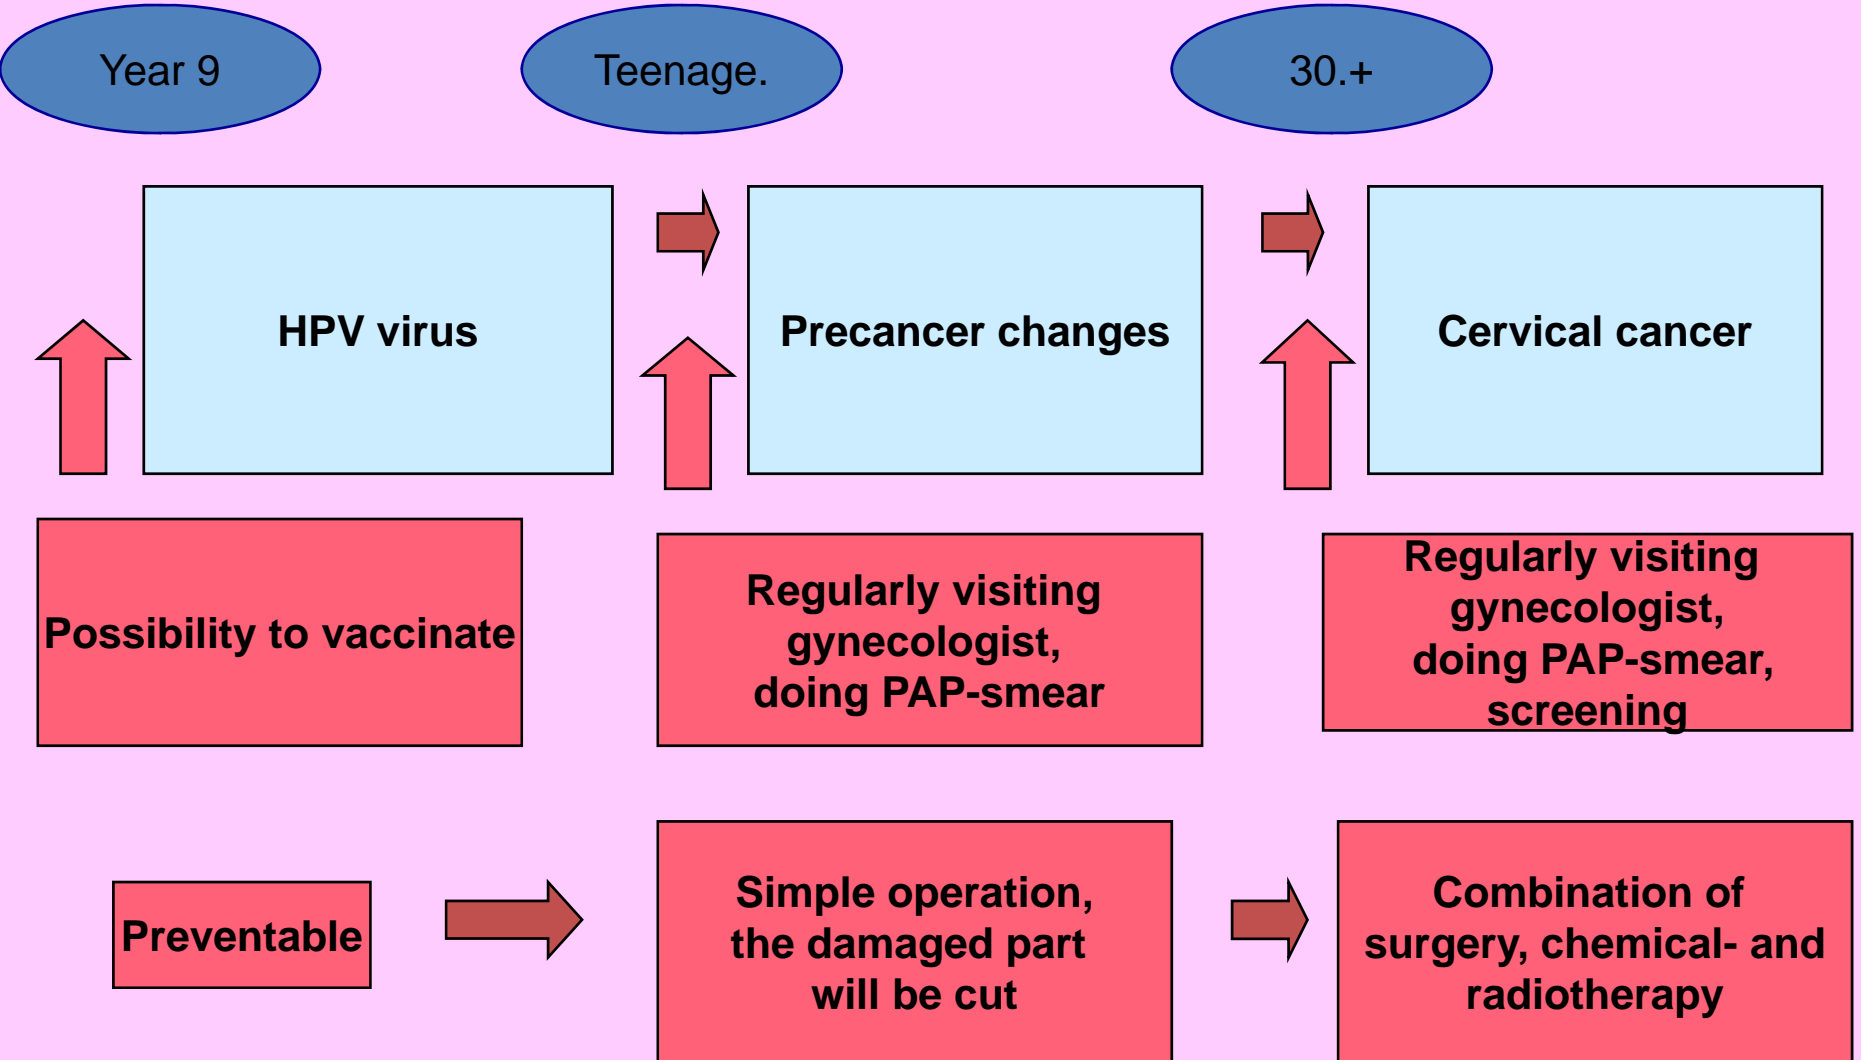 Year 9
Teenage.
30.+
HPV virus
Precancer changes
Cervical cancer
Possibility to vaccinate
Regularly visiting
gynecologist,
doing PAP-smear
Regularly visiting
gynecologist,
doing PAP-smear,
screening
Preventable
Simple operation,
the damaged part
will be cut
Combination of
surgery, chemical- and
radiotherapy